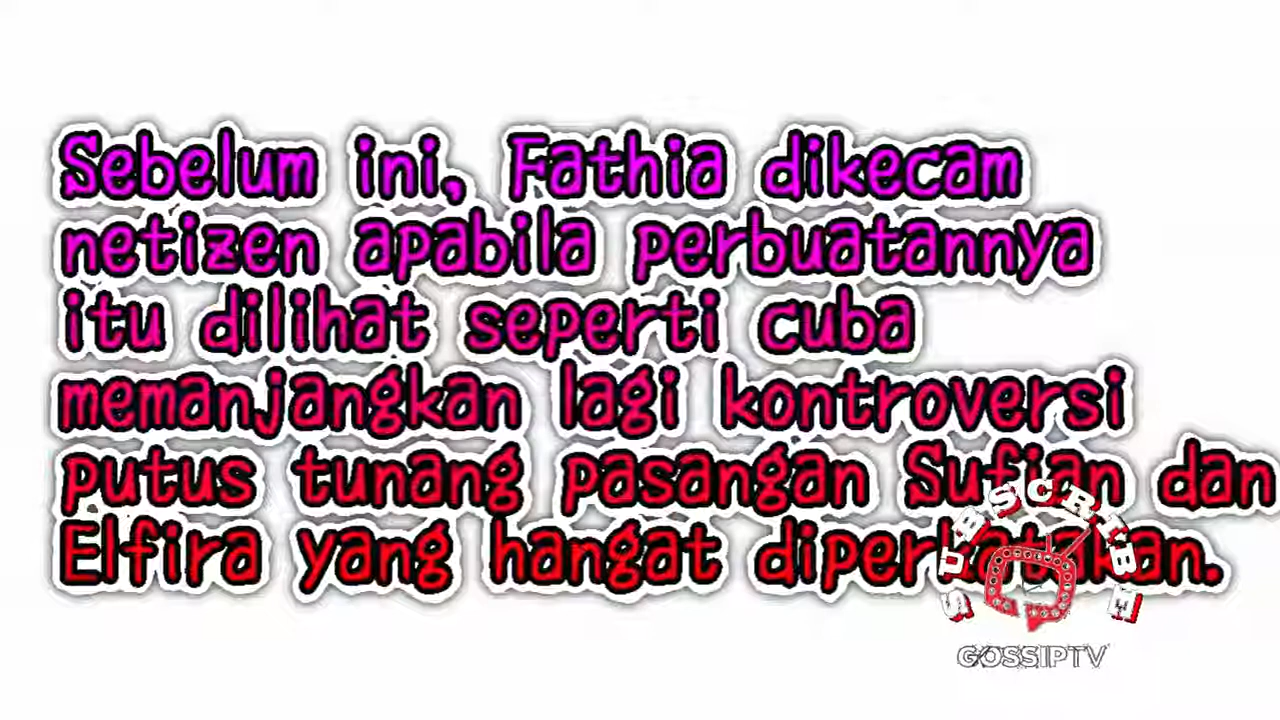 Sebelum ini, Fathia dikecam
netizen apabila perbuatannya
itu dilihat seperti cuba
memanjangkan lagi kontroversi
putus tunang pasangan Sufian dan
Elfira yang hangat diperkatakan.
SUBSCRIBE
GOSSIPTV